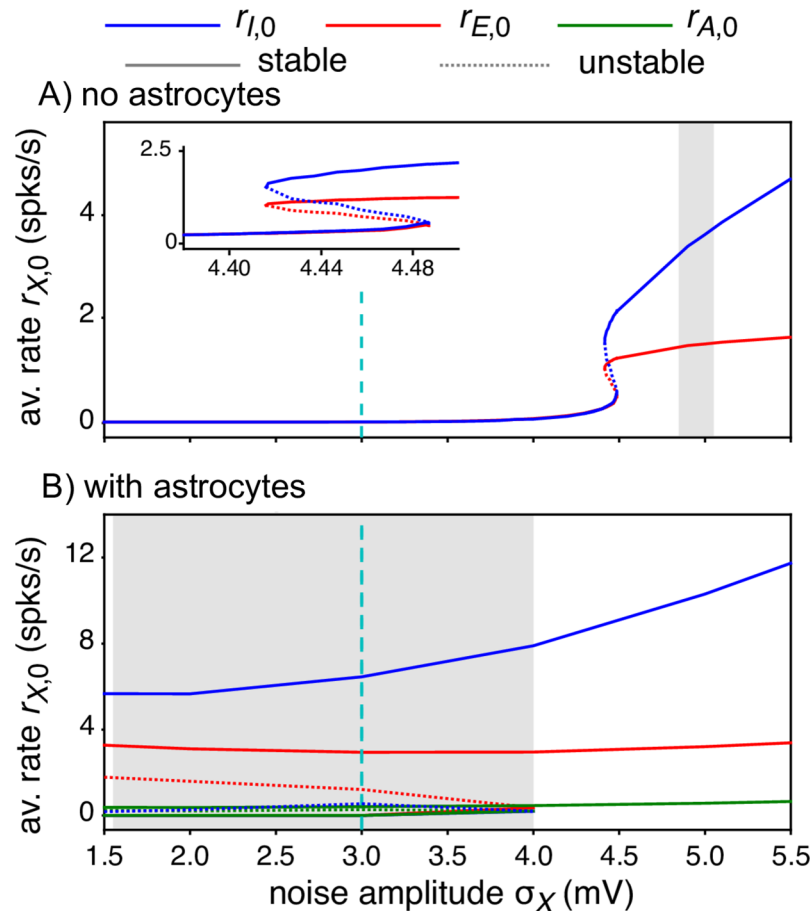 r_{I,0} r_{E,0} r_{A,0}
stable unstable
A) no astrocytes
av. rate r_{X,0} (spks/s)
4
2
0
2.5
0
4.40 4.44 4.48
B) with astrocytes
av. rate r_{X,0} (spks/s)
12
8
4
0
1.5 2.0 2.5 3.0 3.5 4.0 4.5 5.0 5.5
noise amplitude σ_X (mV)